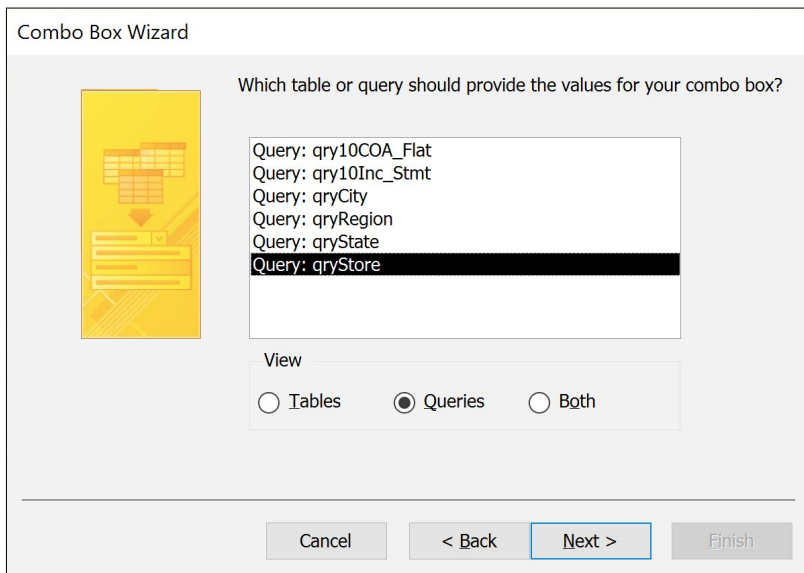 Combo Box Wizard
Which table or query should provide the values for your combo box?
Query: qry10COA_Flat
Query: qry10Inc_Stmt
Query: qryCity
Query: qryRegion
Query: qryState
Query: qryStore
View
Tables Queries Both
Cancel < Back Next > Finish